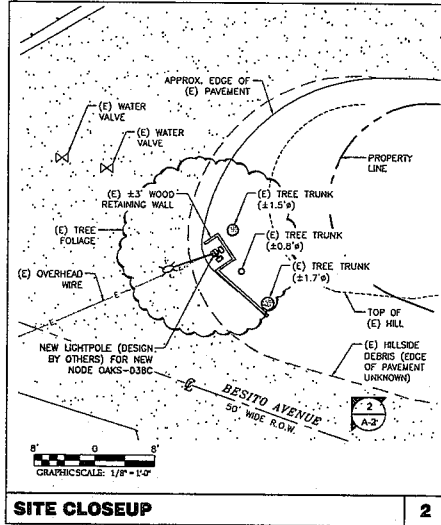 APPROX. EDGE OF
(E) PAVEMENT
(E) WATER
VALVE
(E) WATER
VALVE
PROPERTY
LINE
(E) ±3' WOOD
RETAINING WALL
(E) TREE TRUNK
(±1.5'ø)
(E) TREE
FOLIAGE
(E) TREE TRUNK
(±0.8'ø)
(E) OVERHEAD
WIRE
(E) TREE TRUNK
(±1.7'ø)
E
E
E
TOP OF
(E) HILL
NEW LIGHTPOLE (DESIGN
BY OTHERS) FOR NEW
NODE OAKS-038C
(E) HILLSIDE
DEBRIS (EDGE
OF PAVEMENT
UNKNOWN)
BESITO AVENUE
50' WIDE R.O.W.
2
A-2
8' 0 8'
GRAPHIC SCALE: 1/8" = 1'-0"
SITE CLOSEUP 2